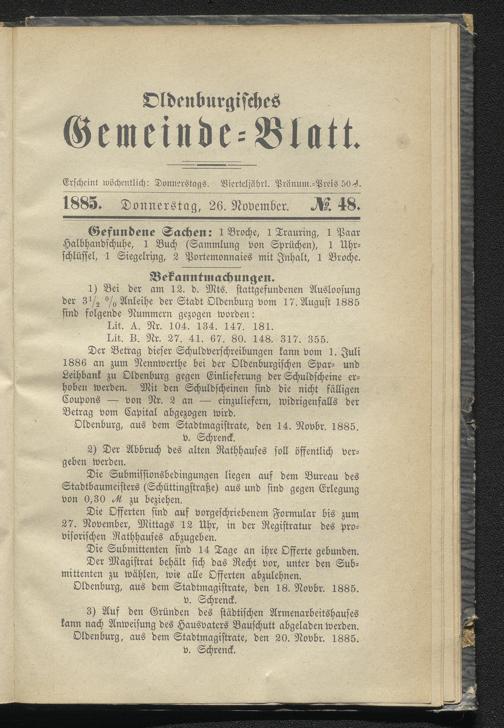 Oldenburgisches
Gemeinde=Blatt.
Erscheint wöchentlich: Donnerstags. Vierteljährl. Pränum.=Preis 50 ₰.
1885. Donnerstag, 26. November. №. 48.
Gefundene Sachen: 1 Broche, 1 Trauring, 1 Paar
Halbhandschuhe, 1 Buch (Sammlung von Sprüchen), 1 Uhr-
schlüssel, 1 Siegelring, 2 Portemonnaies mit Inhalt, 1 Broche.
Bekanntmachungen.
1) Bei der am 12. d. Mts. stattgefundenen Ausloosung
der 3½ % Anleihe der Stadt Oldenburg vom 17. August 1885
sind folgende Nummern gezogen worden:
Lit. A. Nr. 104. 134. 147. 181.
Lit. B. Nr. 27. 41. 67. 80. 148. 317. 355.
Der Betrag dieser Schuldverschreibungen kann vom 1. Juli
1886 an zum Nennwerthe bei der Oldenburgischen Spar- und
Leihbank zu Oldenburg gegen Einlieferung der Schuldscheine er-
hoben werden. Mit den Schuldscheinen sind die nicht fälligen
Coupons — von Nr. 2 an — einzuliefern, widrigenfalls der
Betrag vom Capital abgezogen wird.
Oldenburg, aus dem Stadtmagistrate, den 14. Novbr. 1885.
v. Schrenck.
2) Der Abbruch des alten Rathhauses soll öffentlich ver-
geben werden.
Die Submissionsbedingungen liegen auf dem Bureau des
Stadtbaumeisters (Schüttingstraße) aus und sind gegen Erlegung
von 0,30 ℳ zu beziehen.
Die Offerten sind auf vorgeschriebenem Formular bis zum
27. November, Mittags 12 Uhr, in der Registratur des pro-
visorischen Rathhauses abzugeben.
Die Submittenten sind 14 Tage an ihre Offerte gebunden.
Der Magistrat behält sich das Recht vor, unter den Sub-
mittenten zu wählen, wie alle Offerten abzulehnen.
Oldenburg, aus dem Stadtmagistrate, den 18. Novbr. 1885.
v. Schrenck.
3) Auf den Gründen des städtischen Armenarbeitshauses
kann nach Anweisung des Hausvaters Bauschutt abgeladen werden.
Oldenburg, aus dem Stadtmagistrate, den 20. Novbr. 1885.
v. Schrenck.